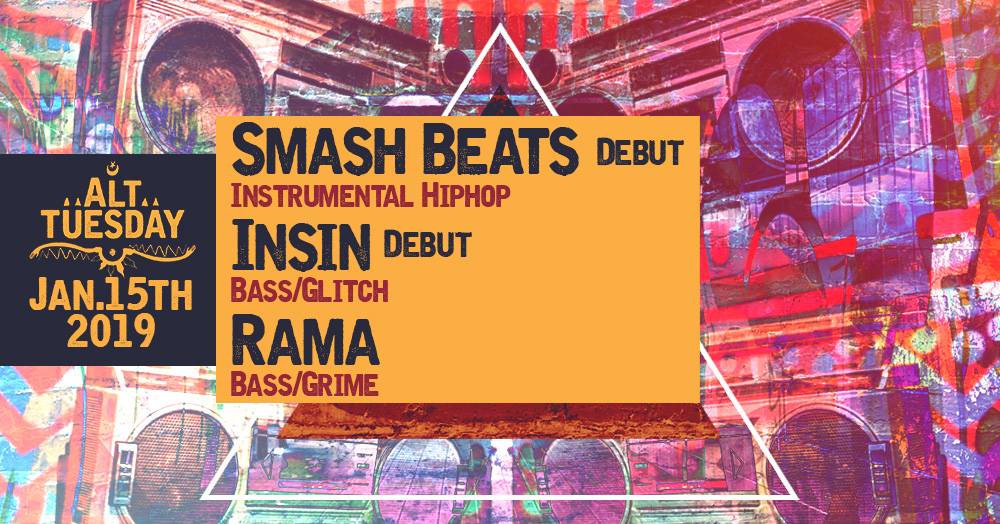 ALT
TUESDAY
JAN.15TH
2019
SMASH BEATS DEBUT
INSTRUMENTAL HIPHOP
INSIN DEBUT
BASS/GLITCH
RAMA
BASS/GRIME